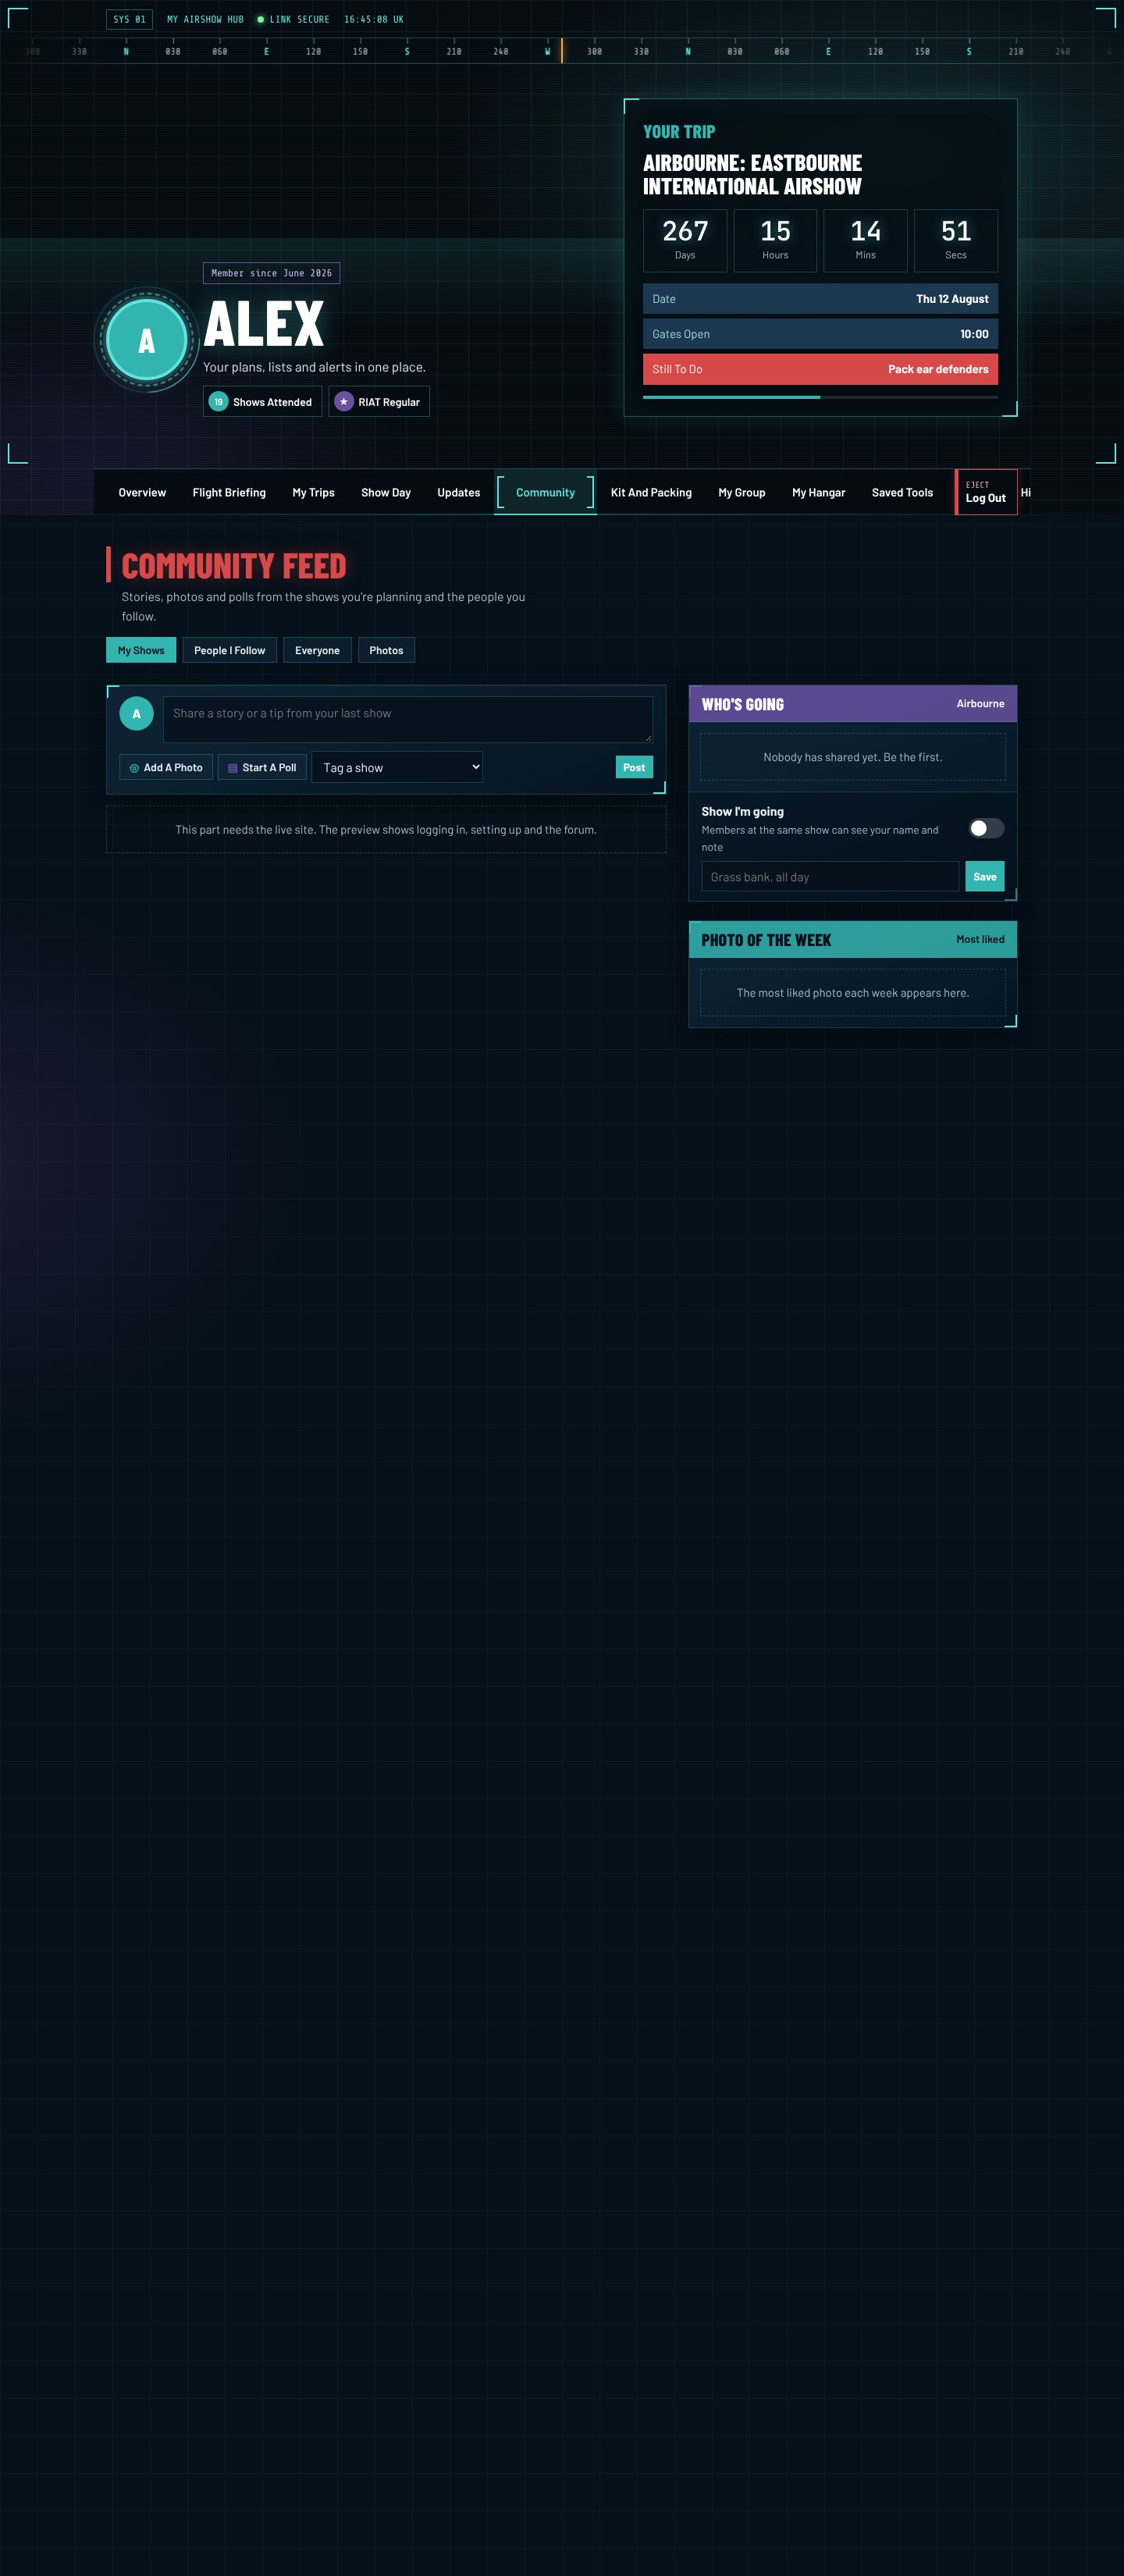 SYS 01 MY AIRSHOW HUB LINK SECURE 16:45:08 UK
300 330 N 030 060 E 120 150 S 210 240 W 300 330 N 030 060 E 120 150 S 210 240 W
YOUR TRIP
AIRBOURNE: EASTBOURNE
INTERNATIONAL AIRSHOW
267 15 14 51
Days Hours Mins Secs
Date Thu 12 August
Gates Open 10:00
Still To Do Pack ear defenders
Member since June 2026
A
ALEX
Your plans, lists and alerts in one place.
19 Shows Attended ★ RIAT Regular
Overview Flight Briefing My Trips Show Day Updates Community Kit And Packing My Group My Hangar Saved Tools
EJECT
Log Out
Hi
COMMUNITY FEED
Stories, photos and polls from the shows you're planning and the people you
follow.
My Shows People I Follow Everyone Photos
A
Share a story or a tip from your last show
Add A Photo Start A Poll Tag a show Post
This part needs the live site. The preview shows logging in, setting up and the forum.
WHO'S GOING Airbourne
Nobody has shared yet. Be the first.
Show I'm going
Members at the same show can see your name and
note
Grass bank, all day Save
PHOTO OF THE WEEK Most liked
The most liked photo each week appears here.